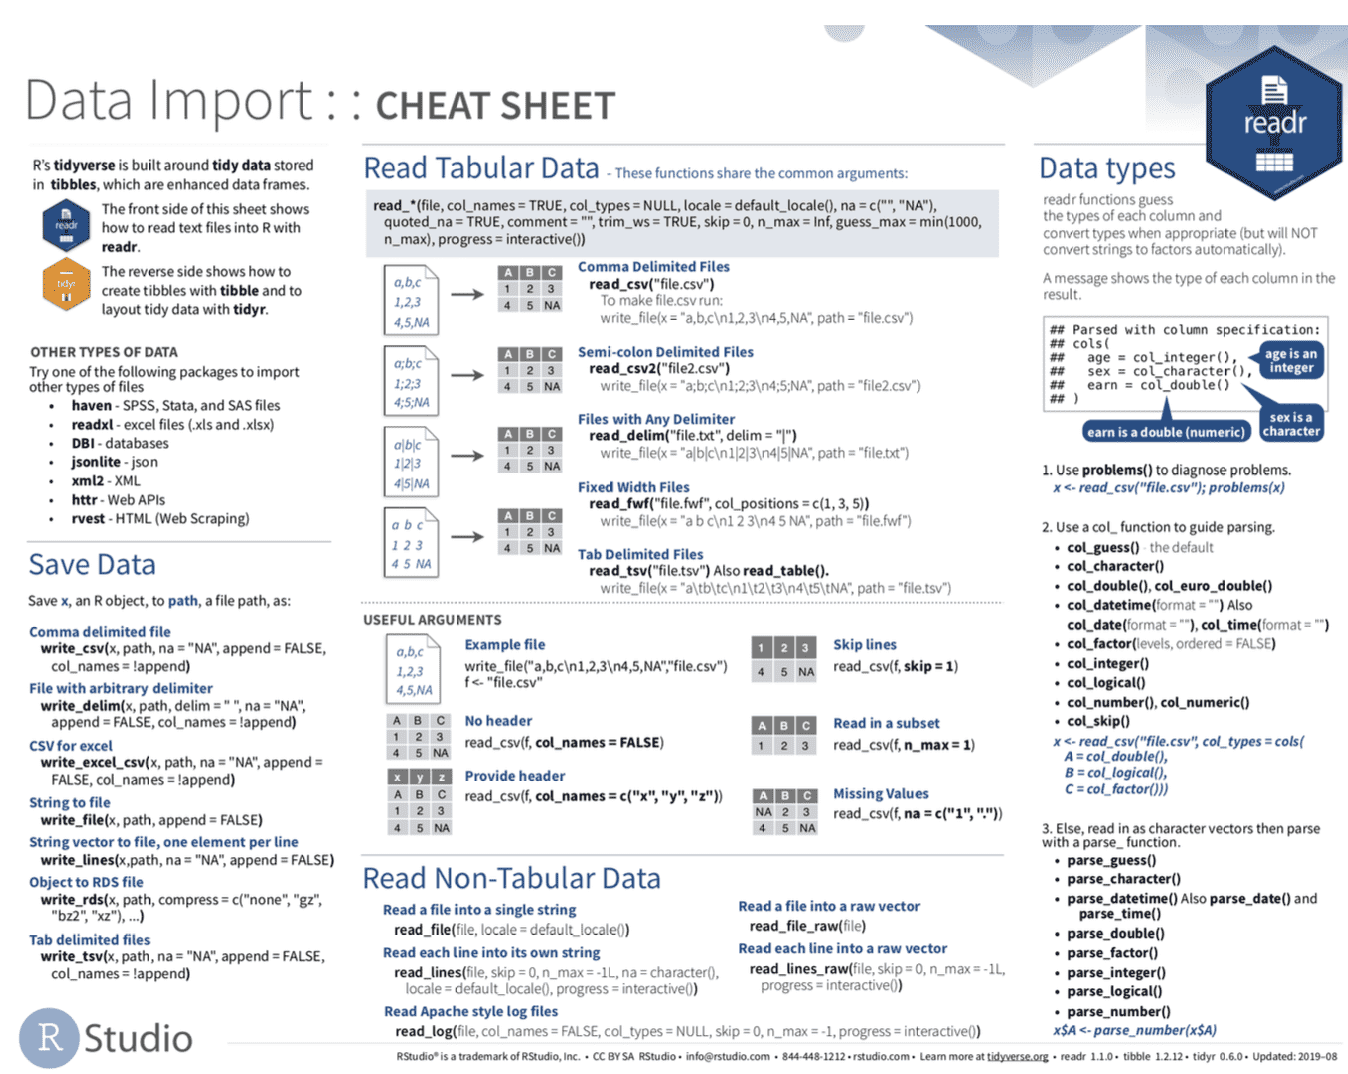 Data Import : : CHEAT SHEET
readr
R's tidyverse is built around tidy data stored
in tibbles, which are enhanced data frames.
readr
The front side of this sheet shows
how to read text files into R with
readr.
tidyr
The reverse side shows how to
create tibbles with tibble and to
layout tidy data with tidyr.
OTHER TYPES OF DATA
Try one of the following packages to import
other types of files
• haven - SPSS, Stata, and SAS files
• readxl - excel files (.xls and .xlsx)
• DBI - databases
• jsonlite - json
• xml2 - XML
• httr - Web APIs
• rvest - HTML (Web Scraping)
Save Data
Save x, an R object, to path, a file path, as:
Comma delimited file
write_csv(x, path, na = "NA", append = FALSE,
col_names = !append)
File with arbitrary delimiter
write_delim(x, path, delim = " ", na = "NA",
append = FALSE, col_names = !append)
CSV for excel
write_excel_csv(x, path, na = "NA", append =
FALSE, col_names = !append)
String to file
write_file(x, path, append = FALSE)
String vector to file, one element per line
write_lines(x,path, na = "NA", append = FALSE)
Object to RDS file
write_rds(x, path, compress = c("none", "gz",
"bz2", "xz"), ...)
Tab delimited files
write_tsv(x, path, na = "NA", append = FALSE,
col_names = !append)
Read Tabular Data - These functions share the common arguments:
read_*(file, col_names = TRUE, col_types = NULL, locale = default_locale(), na = c("", "NA"),
quoted_na = TRUE, comment = "", trim_ws = TRUE, skip = 0, n_max = Inf, guess_max = min(1000,
n_max), progress = interactive())
a,b,c
1,2,3
4,5,NA
A B C
1 2 3
4 5 NA
Comma Delimited Files
read_csv("file.csv")
To make file.csv run:
write_file(x = "a,b,c\n1,2,3\n4,5,NA", path = "file.csv")
a;b;c
1;2;3
4;5;NA
A B C
1 2 3
4 5 NA
Semi-colon Delimited Files
read_csv2("file2.csv")
write_file(x = "a;b;c\n1;2;3\n4;5;NA", path = "file2.csv")
a|b|c
1|2|3
4|5|NA
A B C
1 2 3
4 5 NA
Files with Any Delimiter
read_delim("file.txt", delim = "|")
write_file(x = "a|b|c\n1|2|3\n4|5|NA", path = "file.txt")
a b c
1 2 3
4 5 NA
A B C
1 2 3
4 5 NA
Fixed Width Files
read_fwf("file.fwf", col_positions = c(1, 3, 5))
write_file(x = "a b c\n1 2 3\n4 5 NA", path = "file.fwf")
Tab Delimited Files
read_tsv("file.tsv") Also read_table().
write_file(x = "a\tb\tc\n1\t2\t3\n4\t5\tNA", path = "file.tsv")
USEFUL ARGUMENTS
a,b,c
1,2,3
4,5,NA
Example file
write_file("a,b,c\n1,2,3\n4,5,NA","file.csv")
f <- "file.csv"
A B C
1 2 3
4 5 NA
No header
read_csv(f, col_names = FALSE)
x y z
A B C
1 2 3
4 5 NA
Provide header
read_csv(f, col_names = c("x", "y", "z"))
1 2 3
4 5 NA
Skip lines
read_csv(f, skip = 1)
A B C
1 2 3
Read in a subset
read_csv(f, n_max = 1)
A B C
NA 2 3
4 5 NA
Missing Values
read_csv(f, na = c("1", "."))
Read Non-Tabular Data
Read a file into a single string
read_file(file, locale = default_locale())
Read each line into its own string
read_lines(file, skip = 0, n_max = -1L, na = character(),
locale = default_locale(), progress = interactive())
Read Apache style log files
read_log(file, col_names = FALSE, col_types = NULL, skip = 0, n_max = -1, progress = interactive())
Read a file into a raw vector
read_file_raw(file)
Read each line into a raw vector
read_lines_raw(file, skip = 0, n_max = -1L,
progress = interactive())
Data types
readr functions guess
the types of each column and
convert types when appropriate (but will NOT
convert strings to factors automatically).
A message shows the type of each column in the
result.
## Parsed with column specification:
## cols(
## age = col_integer(),
## sex = col_character(),
## earn = col_double()
## )
age is an
integer
sex is a
character
earn is a double (numeric)
1. Use problems() to diagnose problems.
x <- read_csv("file.csv"); problems(x)
2. Use a col_ function to guide parsing.
• col_guess() - the default
• col_character()
• col_double(), col_euro_double()
• col_datetime(format = "") Also
col_date(format = ""), col_time(format = "")
• col_factor(levels, ordered = FALSE)
• col_integer()
• col_logical()
• col_number(), col_numeric()
• col_skip()
x <- read_csv("file.csv", col_types = cols(
A = col_double(),
B = col_logical(),
C = col_factor()))
3. Else, read in as character vectors then parse
with a parse_ function.
• parse_guess()
• parse_character()
• parse_datetime() Also parse_date() and
parse_time()
• parse_double()
• parse_factor()
• parse_integer()
• parse_logical()
• parse_number()
x$A <- parse_number(x$A)
R Studio
RStudio® is a trademark of RStudio, Inc. • CC BY SA RStudio • info@rstudio.com • 844-448-1212 • rstudio.com • Learn more at tidyverse.org • readr 1.1.0 • tibble 1.2.12 • tidyr 0.6.0 • Updated: 2019-08